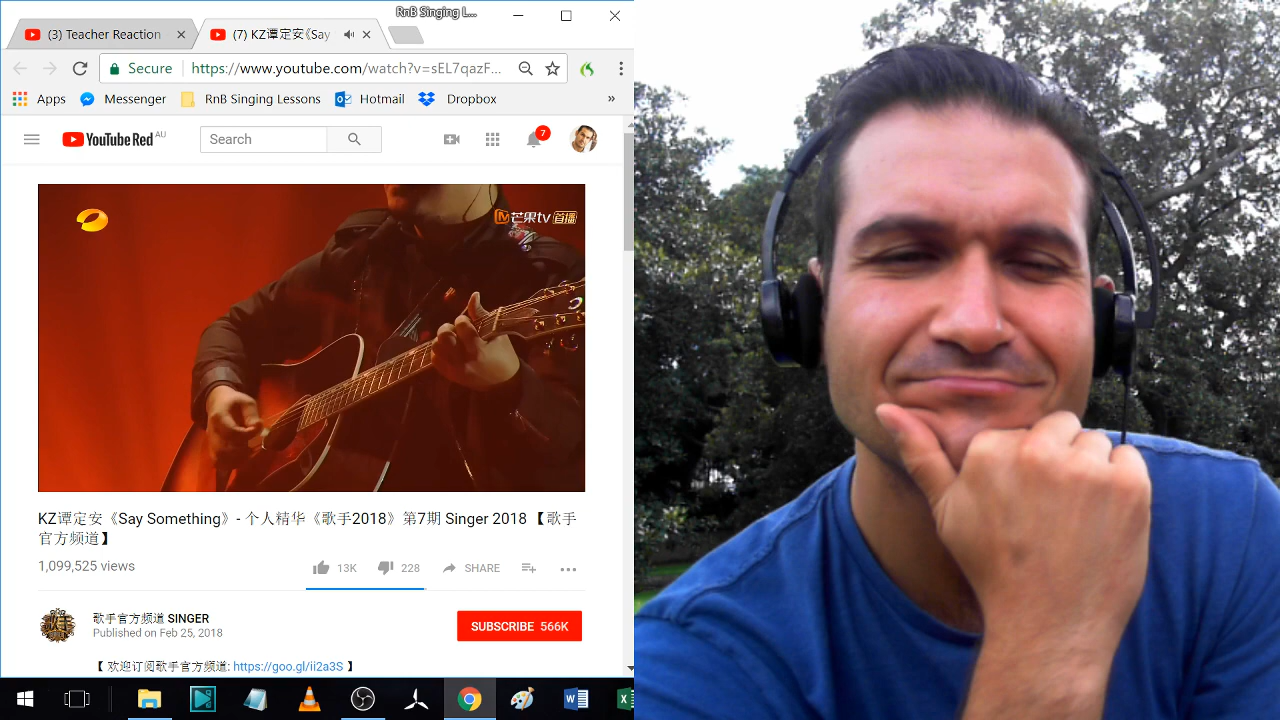 RnB Singing L...
(3) Teacher Reaction
(7) KZ谭定安《Say
Secure
https://www.youtube.com/watch?v=sEL7qazF...
Apps
Messenger
RnB Singing Lessons
Hotmail
Dropbox
»
YouTube Red AU
Search
7
芒果tv 首播
KZ谭定安《Say Something》- 个人精华《歌手2018》第7期 Singer 2018 【歌手
官方频道】
1,099,525 views
13K
228
SHARE
歌手官方频道 SINGER
Published on Feb 25, 2018
SUBSCRIBE 566K
【 欢迎订阅歌手官方频道: https://goo.gl/ii2a3S 】